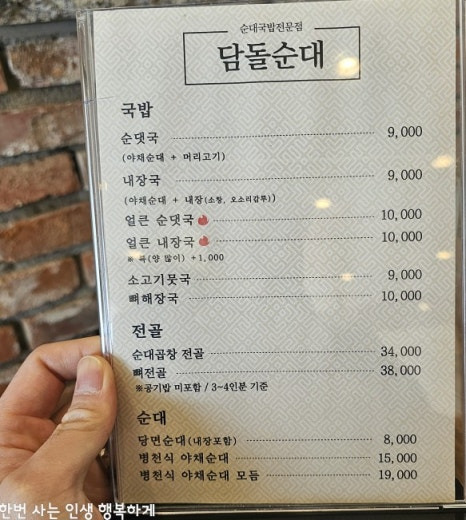 순대국밥전문점
담돌순대
국밥
순댓국 9,000
(야채순대 + 머리고기)
내장국 9,000
(야채순대 + 내장(소창, 오소리감투))
얼큰 순댓국 10,000
얼큰 내장국 10,000
※ 특(양 많이) +1,000
소고기뭇국 9,000
뼈해장국 10,000
전골
순대곱창 전골 34,000
뼈전골 38,000
※공기밥 미포함 / 3~4인분 기준
순대
당면순대(내장포함) 8,000
병천식 야채순대 15,000
병천식 야채순대 모듬 19,000
한번 사는 인생 행복하게